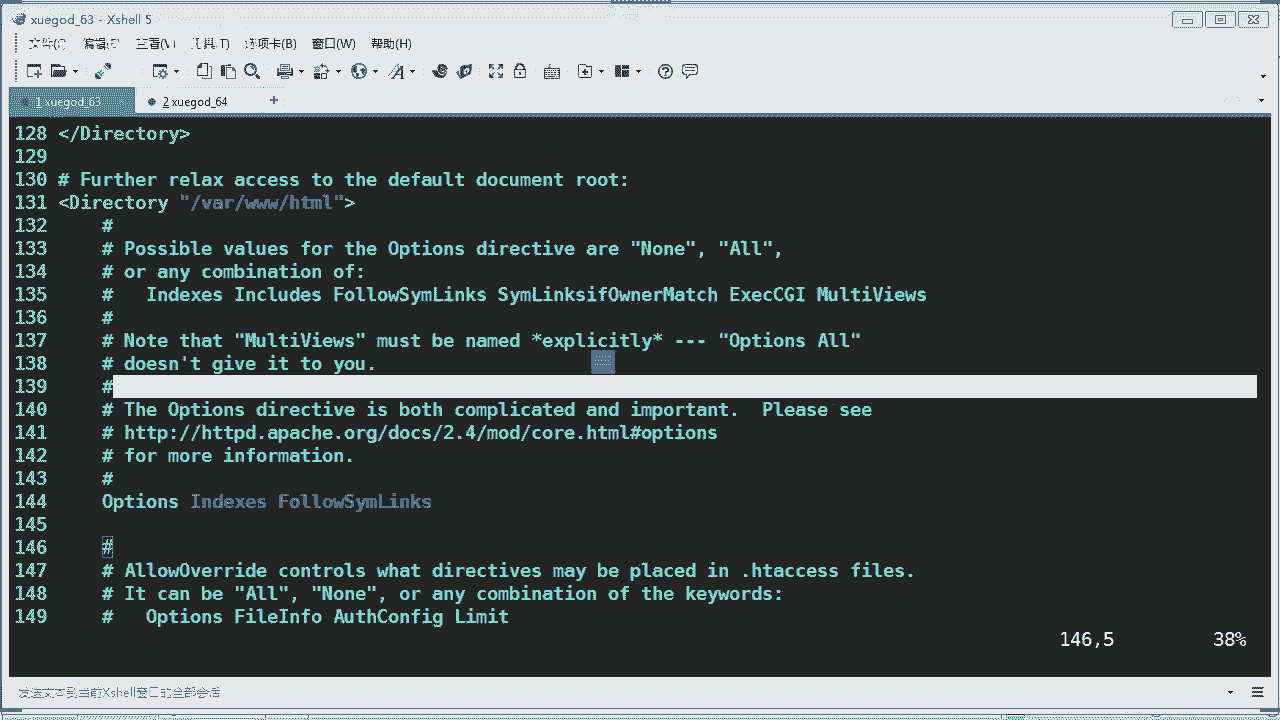 xuegod_63 - Xshell 5
文件(F) 编辑(E) 查看(V) 工具(T) 选项卡(B) 窗口(W) 帮助(H)
1 xuegod_63 2 xuegod_64 +
128 </Directory>
129
130 # Further relax access to the default document root:
131 <Directory "/var/www/html">
132 #
133 # Possible values for the Options directive are "None", "All",
134 # or any combination of:
135 #   Indexes Includes FollowSymLinks SymLinksifOwnerMatch ExecCGI MultiViews
136 #
137 # Note that "MultiViews" must be named *explicitly* --- "Options All"
138 # doesn't give it to you.
139 #
140 # The Options directive is both complicated and important.  Please see
141 # http://httpd.apache.org/docs/2.4/mod/core.html#options
142 # for more information.
143 #
144 Options Indexes FollowSymLinks
145
146 #
147 # AllowOverride controls what directives may be placed in .htaccess files.
148 # It can be "All", "None", or any combination of the keywords:
149 #   Options FileInfo AuthConfig Limit
146,5 38%
发送文本到当前Xshell窗口的全部会话